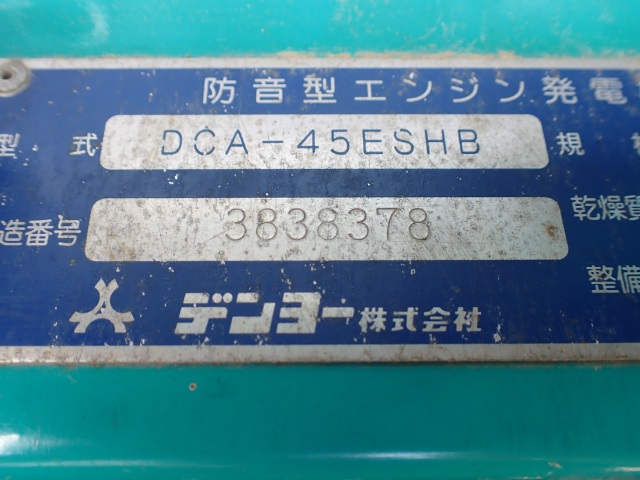 防音型エンジン発電
型式 DCA-45ESHB 規
造番号 3838378 乾燥
整備
デンヨー株式会社